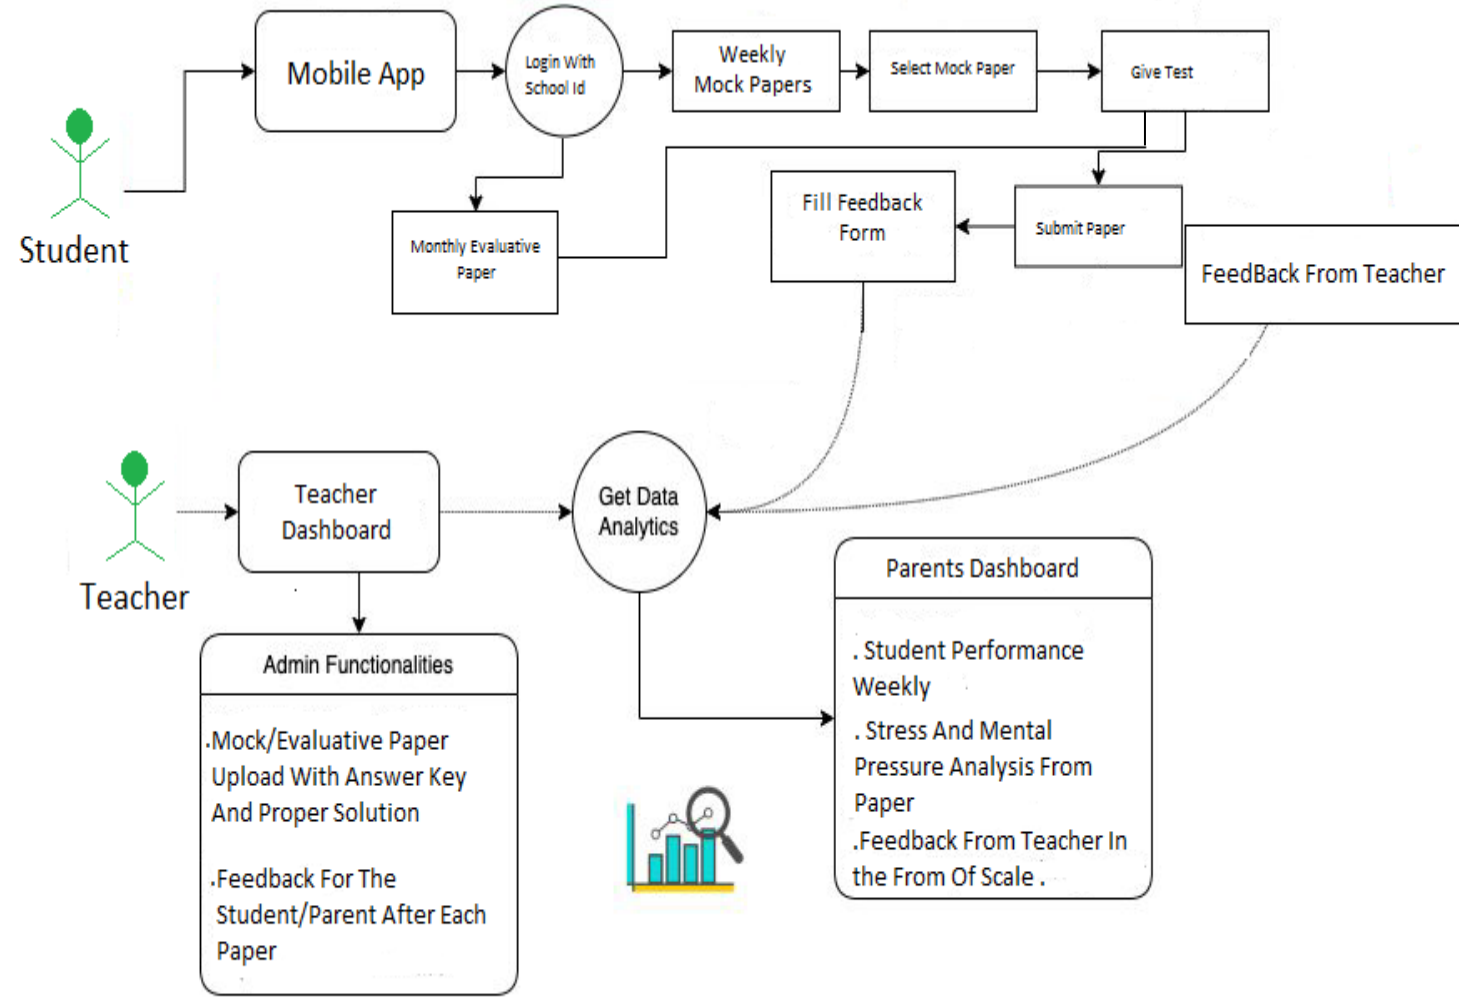 Mobile App
Login With
School Id
Weekly
Mock Papers
Select Mock Paper
Give Test
Student
Monthly Evaluative
Paper
Fill Feedback
Form
Submit Paper
FeedBack From Teacher
Teacher
Teacher
Dashboard
Get Data
Analytics
Admin Functionalities
.Mock/Evaluative Paper
Upload With Answer Key
And Proper Solution
.Feedback For The
Student/Parent After Each
Paper
Parents Dashboard
. Student Performance
Weekly
. Stress And Mental
Pressure Analysis From
Paper
.Feedback From Teacher In
the From Of Scale .